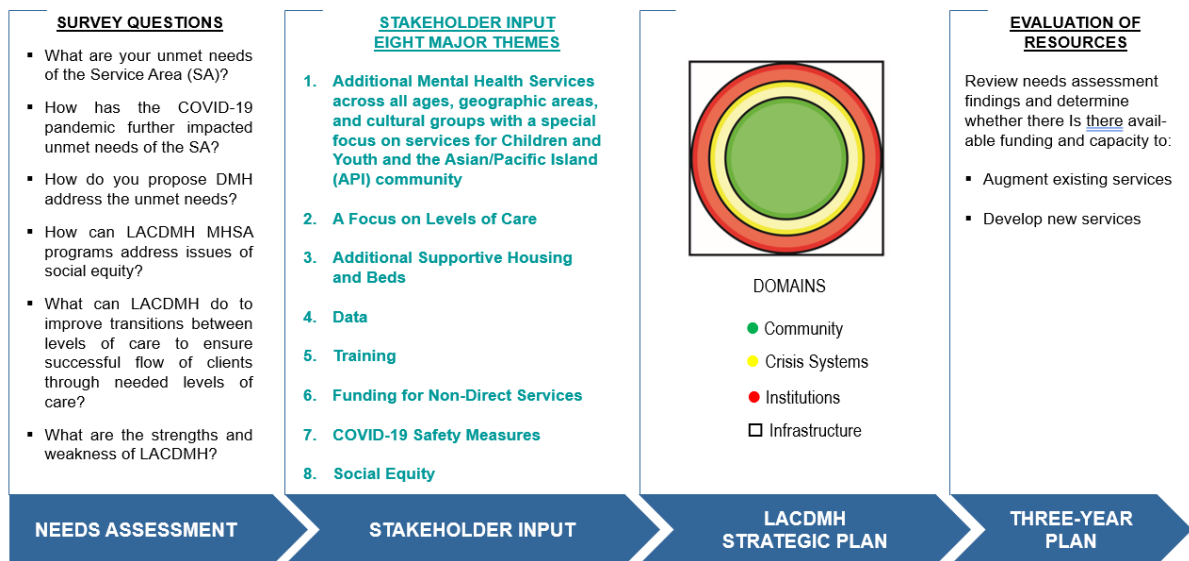 SURVEY QUESTIONS
▪ What are your unmet needs
of the Service Area (SA)?
▪ How has the COVID-19
pandemic further impacted
unmet needs of the SA?
▪ How do you propose DMH
address the unmet needs?
▪ How can LACDMH MHSA
programs address issues of
social equity?
▪ What can LACDMH do to
improve transitions between
levels of care to ensure
successful flow of clients
through needed levels of
care?
▪ What are the strengths and
weakness of LACDMH?
NEEDS ASSESSMENT
STAKEHOLDER INPUT
EIGHT MAJOR THEMES
1. Additional Mental Health Services
across all ages, geographic areas,
and cultural groups with a special
focus on services for Children and
Youth and the Asian/Pacific Island
(API) community
2. A Focus on Levels of Care
3. Additional Supportive Housing
and Beds
4. Data
5. Training
6. Funding for Non-Direct Services
7. COVID-19 Safety Measures
8. Social Equity
STAKEHOLDER INPUT
DOMAINS
Community
Crisis Systems
Institutions
Infrastructure
LACDMH
STRATEGIC PLAN
EVALUATION OF
RESOURCES
Review needs assessment
findings and determine
whether there Is there avail-
able funding and capacity to:
▪ Augment existing services
▪ Develop new services
THREE-YEAR
PLAN